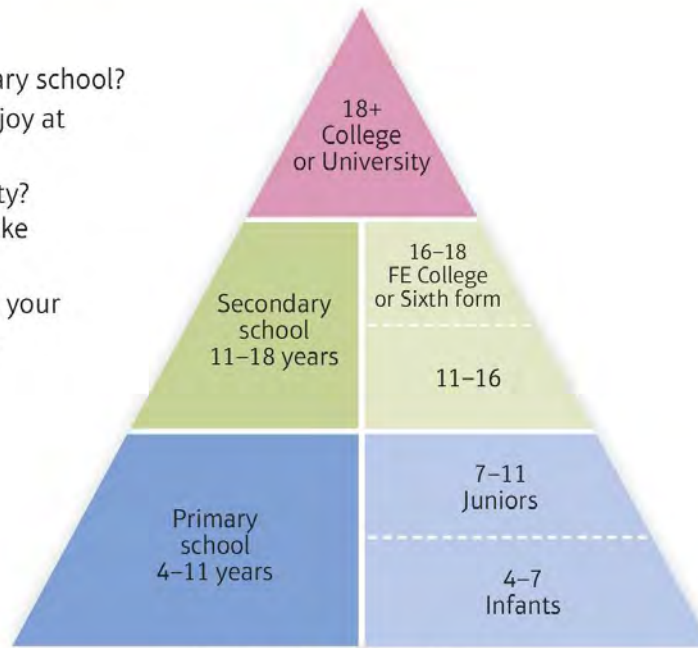 ary school?
joy at
ty?
ke
your
18+
College
or University
Secondary
school
11–18 years
16–18
FE College
or Sixth form
11–16
Primary
school
4–11 years
7–11
Juniors
4–7
Infants